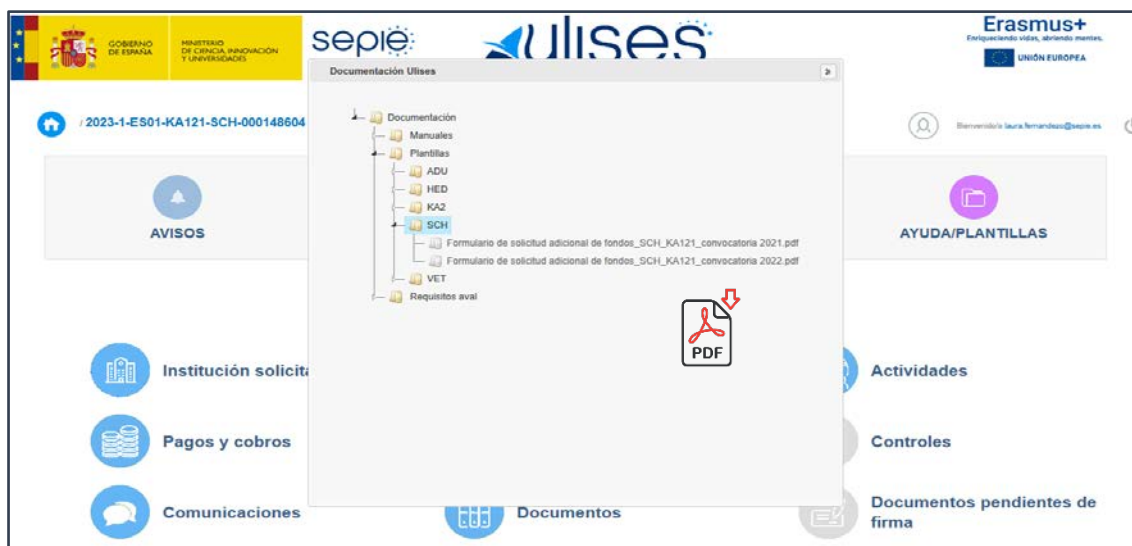 GOBIERNO
DE ESPAÑA
MINISTERIO
DE CIENCIA, INNOVACIÓN
Y UNIVERSIDADES
sepie
ulises
Erasmus+
Enriqueciendo vidas, abriendo mentes.
UNIÓN EUROPEA
Documentación Ulises
/ 2023-1-ES01-KA121-SCH-000148604
Bienvenido/a laura.fernandezo@sepie.es
Documentación
Manuales
Plantillas
ADU
HED
KA2
SCH
Formulario de solicitud adicional de fondos_SCH_KA121_convocatoria 2021.pdf
Formulario de solicitud adicional de fondos_SCH_KA121_convocatoria 2022.pdf
VET
Requisitos aval
AVISOS
AYUDA/PLANTILLAS
PDF
Institución solicita
Actividades
Pagos y cobros
Controles
Comunicaciones
Documentos
Documentos pendientes de
firma